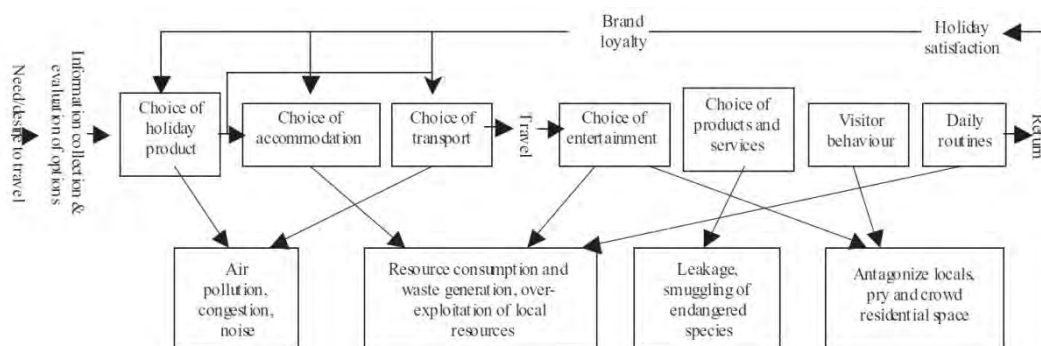 Brand
loyalty
Holiday
satisfaction
Need/desire to travel
Information collection &
evaluation of options
Choice of
holiday
product
Choice of
accommodation
Choice of
transport
Travel
Choice of
entertainment
Choice of
products and
services
Visitor
behaviour
Daily
routines
Return
Air
pollution,
congestion,
noise
Resource consumption and
waste generation, over-
exploitation of local
resources
Leakage,
smuggling of
endangered
species
Antagonize locals,
pry and crowd
residential space